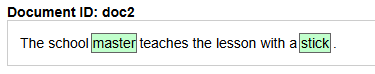 Document ID: doc2
The school master teaches the lesson with a stick .